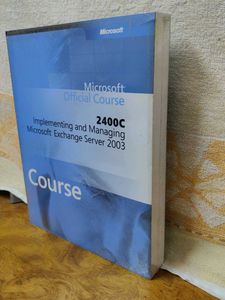 Microsoft
Microsoft
Official Course
2400C
Implementing and Managing
Microsoft Exchange Server 2003
Course